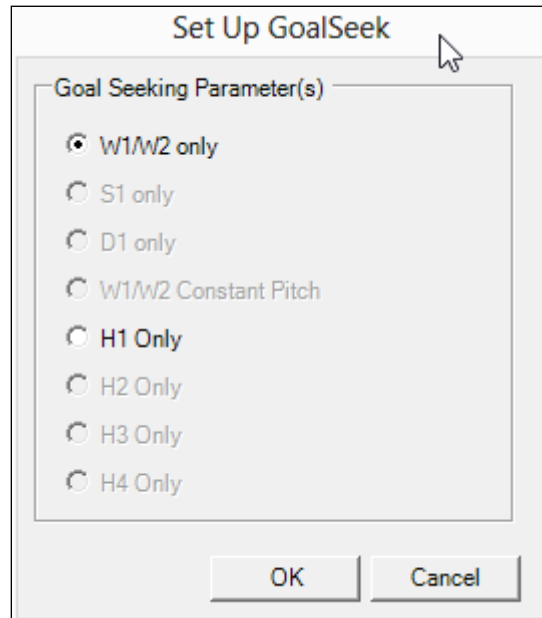 Set Up GoalSeek
Goal Seeking Parameter(s)
W1/W2 only
S1 only
D1 only
W1/W2 Constant Pitch
H1 Only
H2 Only
H3 Only
H4 Only
OK Cancel